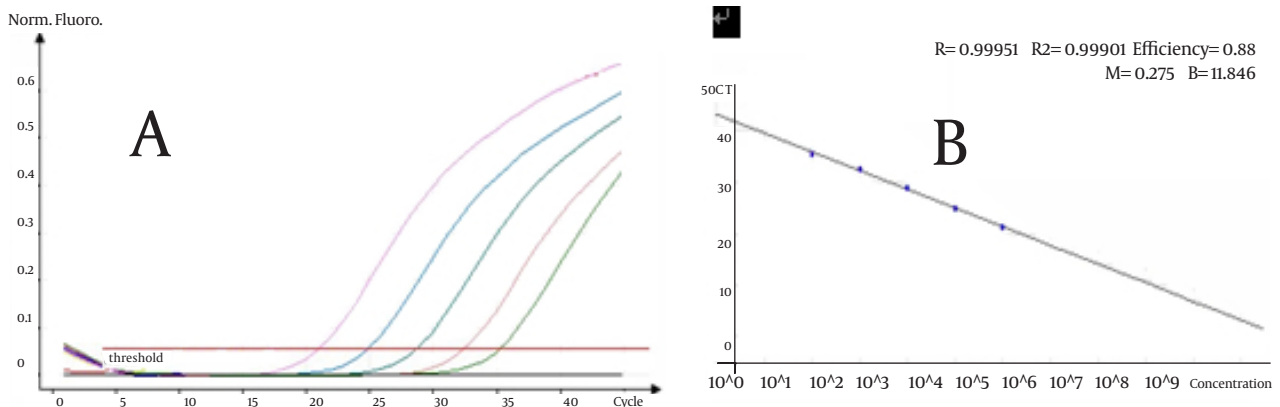 Norm. Fluoro.
A
0.6
0.5
0.4
0.3
0.2
0.1
0
threshold
0 5 10 15 20 25 30 35 40 Cycle
R= 0.99951 R2= 0.99901 Efficiency= 0.88
M= 0.275 B=11.846
B
50CT
40
30
20
10
0
10^0 10^1 10^2 10^3 10^4 10^5 10^6 10^7 10^8 10^9 Concentration